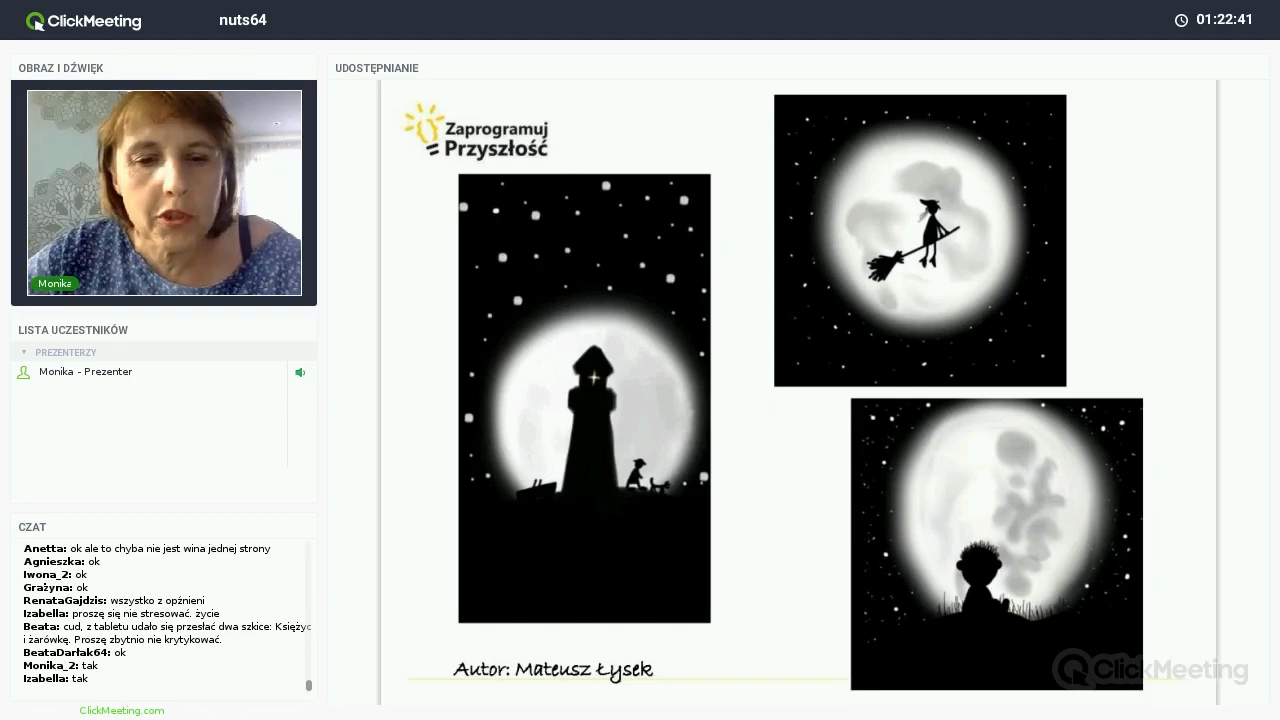 ClickMeeting
nuts64
01:22:41
OBRAZ I DŹWIĘK
Monika
LISTA UCZESTNIKÓW
PREZENTERZY
Monika - Prezenter
CZAT
Anetta: ok ale to chyba nie jest wina jednej strony
Agnieszka: ok
Iwona_2: ok
Grażyna: ok
RenataGajdzis: wszystko z opźnieni
Izabella: proszę się nie stresować. życie
Beata: cud, z tabletu udało się przesłać dwa szkice: Księżyc
i żarówkę. Proszę zbytnio nie krytykować.
BeataDarłak64: ok
Monika_2: tak
Izabella: tak
ClickMeeting.com
UDOSTĘPNIANIE
Zaprogramuj
Przyszłość
Autor: Mateusz Łysek
ClickMeeting